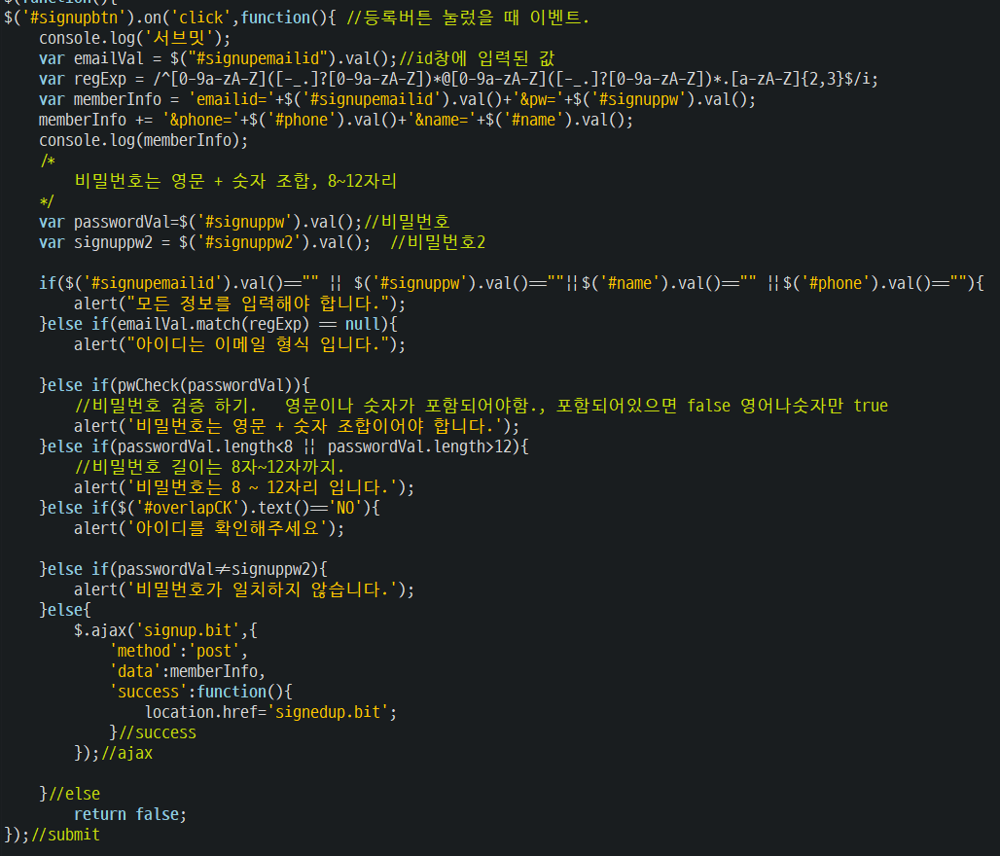 $(function(){
$('#signupbtn').on('click',function(){ //등록버튼 눌렀을 때 이벤트.
    console.log('서브밋');
    var emailVal = $("#signupemailid").val();//id창에 입력된 값
    var regExp = /^[0-9a-zA-Z]([-_.]?[0-9a-zA-Z])*@[0-9a-zA-Z]([-_.]?[0-9a-zA-Z])*.[a-zA-Z]{2,3}$/i;
    var memberInfo = 'emailid='+$('#signupemailid').val()+'&pw='+$('#signuppw').val();
    memberInfo += '&phone='+$('#phone').val()+'&name='+$('#name').val();
    console.log(memberInfo);
    /*
        비밀번호는 영문 + 숫자 조합, 8~12자리
    */
    var passwordVal=$('#signuppw').val();//비밀번호
    var signuppw2 = $('#signuppw2').val();  //비밀번호2

    if($('#signupemailid').val()=="" || $('#signuppw').val()==""||$('#name').val()=="" ||$('#phone').val()==""){
        alert("모든 정보를 입력해야 합니다.");
    }else if(emailVal.match(regExp) == null){
        alert("아이디는 이메일 형식 입니다.");

    }else if(pwCheck(passwordVal)){
        //비밀번호 검증 하기.   영문이나 숫자가 포함되어야함., 포함되어있으면 false 영어나숫자만 true
        alert('비밀번호는 영문 + 숫자 조합이어야 합니다.');
    }else if(passwordVal.length<8 || passwordVal.length>12){
        //비밀번호 길이는 8자~12자까지.
        alert('비밀번호는 8 ~ 12자리 입니다.');
    }else if($('#overlapCK').text()=='NO'){
        alert('아이디를 확인해주세요');

    }else if(passwordVal!=signuppw2){
        alert('비밀번호가 일치하지 않습니다.');
    }else{
        $.ajax('signup.bit',{
            'method':'post',
            'data':memberInfo,
            'success':function(){
                location.href='signedup.bit';
            }//success
        });//ajax

    }//else
        return false;
});//submit